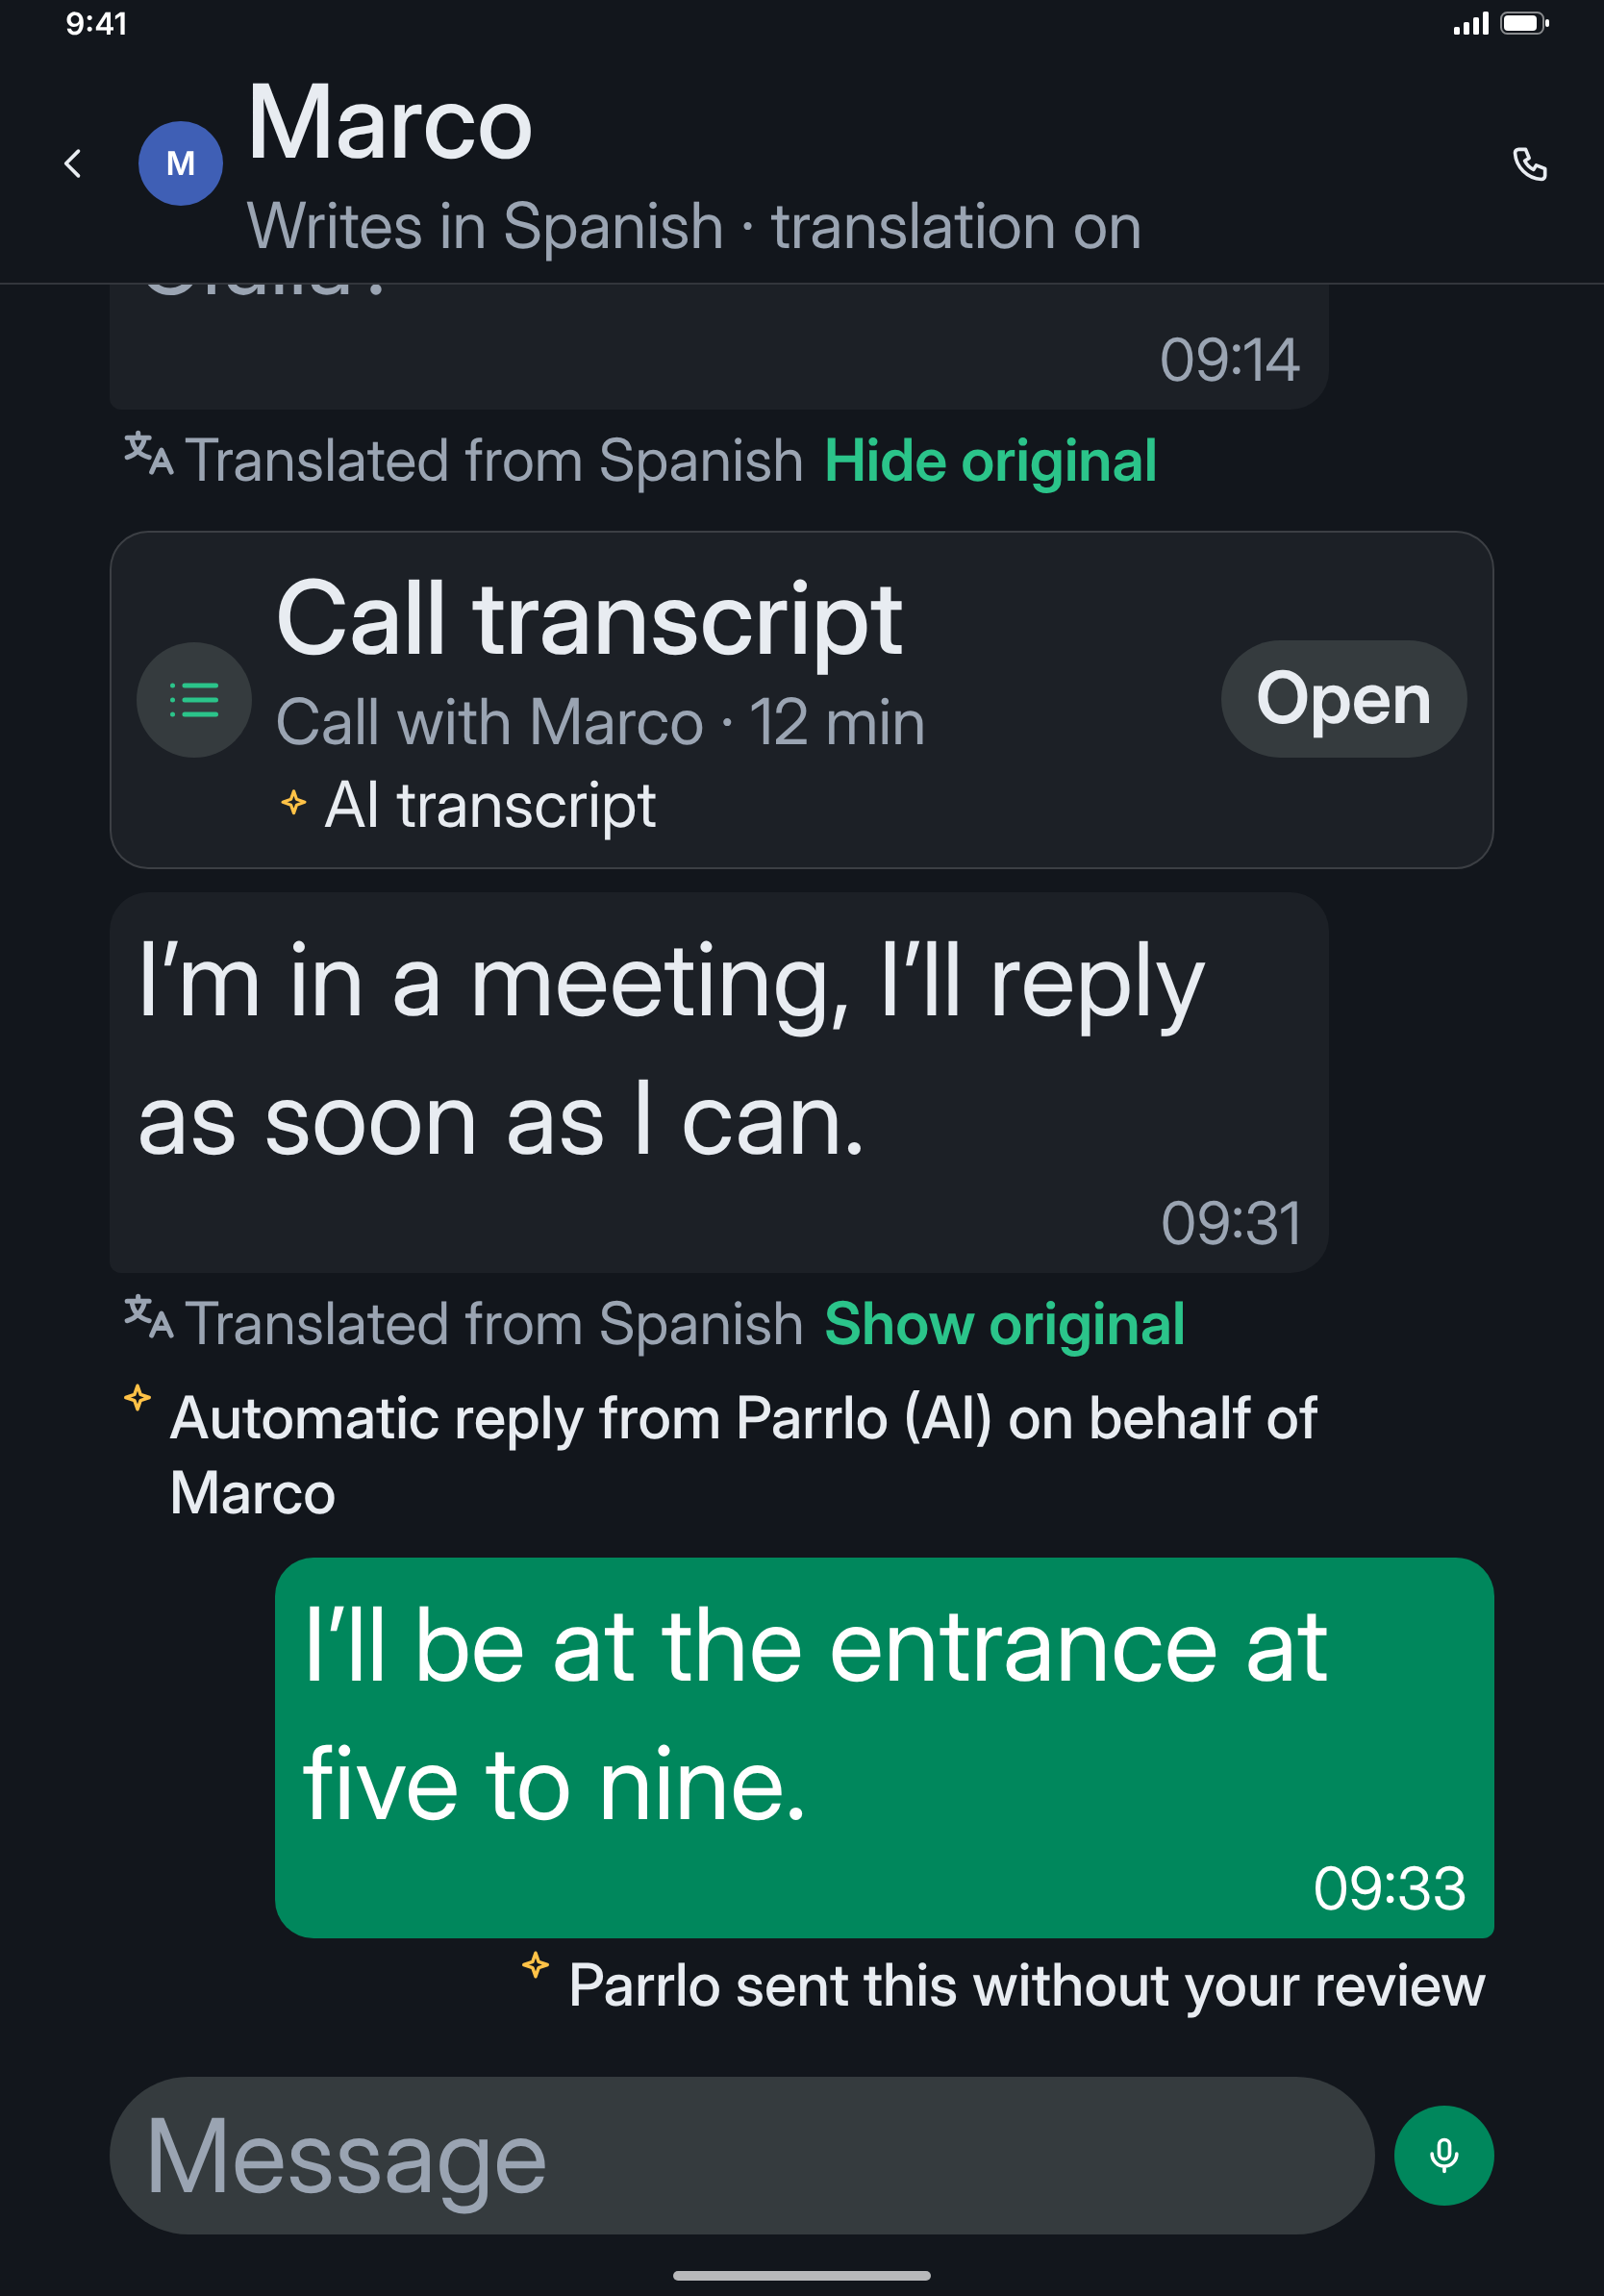 9:41
M
Marco
Writes in Spanish · translation on
09:14
Translated from Spanish Hide original
Call transcript
Call with Marco · 12 min
AI transcript
Open
I’m in a meeting, I’ll reply
as soon as I can.
09:31
Translated from Spanish Show original
Automatic reply from Parrlo (AI) on behalf of
Marco
I’ll be at the entrance at
five to nine.
09:33
Parrlo sent this without your review
Message